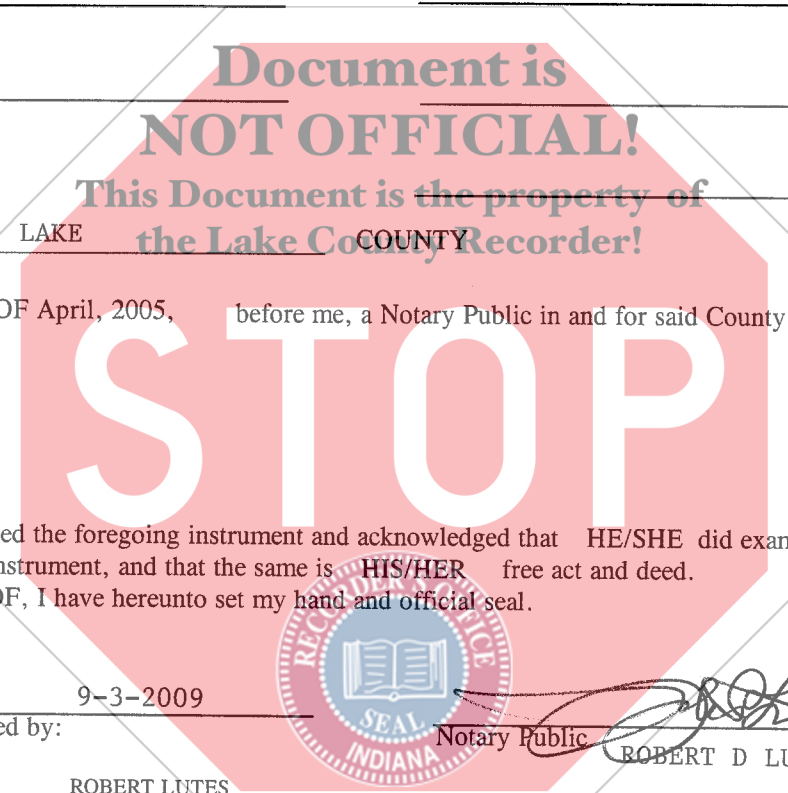 Document is
NOT OFFICIAL!
This Document is the property of
the Lake County Recorder!
LAKE COUNTY
OF April, 2005, before me, a Notary Public in and for said County
STOP
ed the foregoing instrument and acknowledged that HE/SHE did exam
nstrument, and that the same is HIS/HER free act and deed.
OF, I have hereunto set my hand and official seal.
RECORDER'S OFFICE
SEAL
INDIANA
9-3-2009
ed by:
Notary Public
ROBERT D LU
ROBERT LUTES